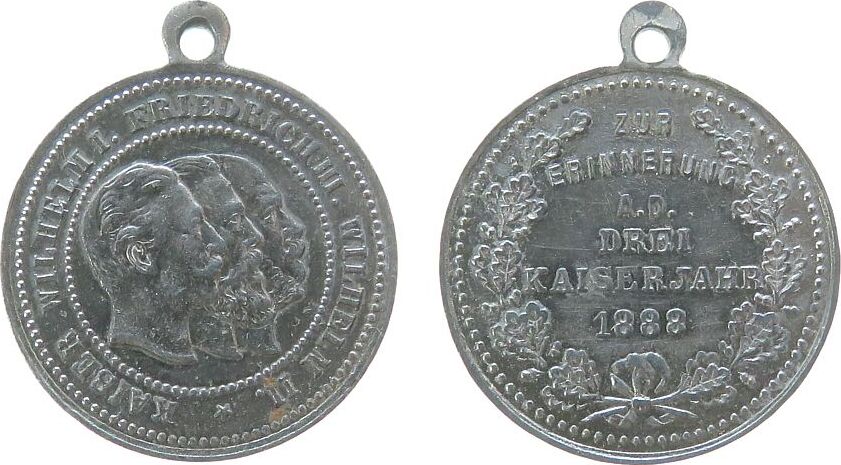 KAISER WILHELM I. FRIEDRICH III. WILHELM II.
ZUR
ERINNERUNG
A.D.
DREI
KAISERJAHR
1888